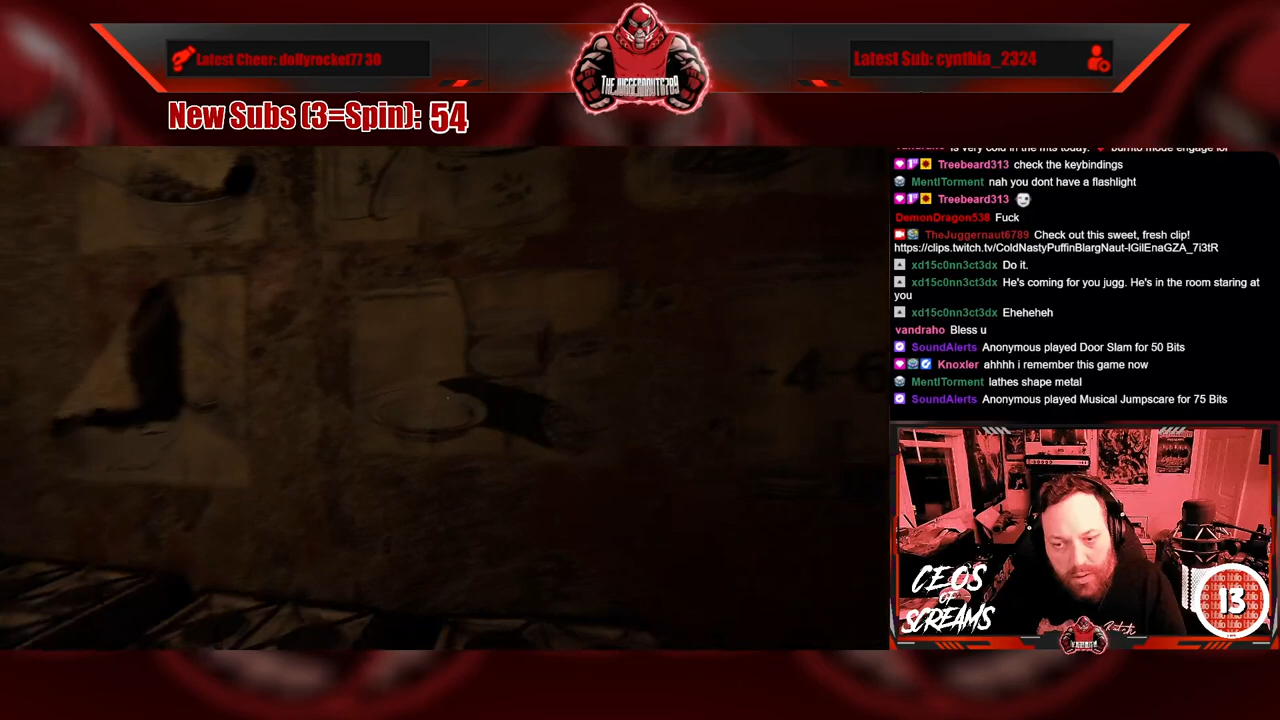 Latest Cheer: dollyrocket77 30
THEJUGGERNAUT6789
Latest Sub: cynthia_2324
New Subs (3=Spin): 54
Treebeard313 check the keybindings
MentlTorment nah you dont have a flashlight
Treebeard313
DemonDragon538 Fuck
TheJuggernaut6789 Check out this sweet, fresh clip!
https://clips.twitch.tv/ColdNastyPuffinBlargNaut-IGilEnaGZA_7i3tR
xd15c0nn3ct3dx Do it.
xd15c0nn3ct3dx He's coming for you jugg. He's in the room staring at
you
xd15c0nn3ct3dx Eheheheh
vandraho Bless u
SoundAlerts Anonymous played Door Slam for 50 Bits
Knoxler ahhhh i remember this game now
MentlTorment lathes shape metal
SoundAlerts Anonymous played Musical Jumpscare for 75 Bits
-4-6
CEOS
OF
SCREAMS
13